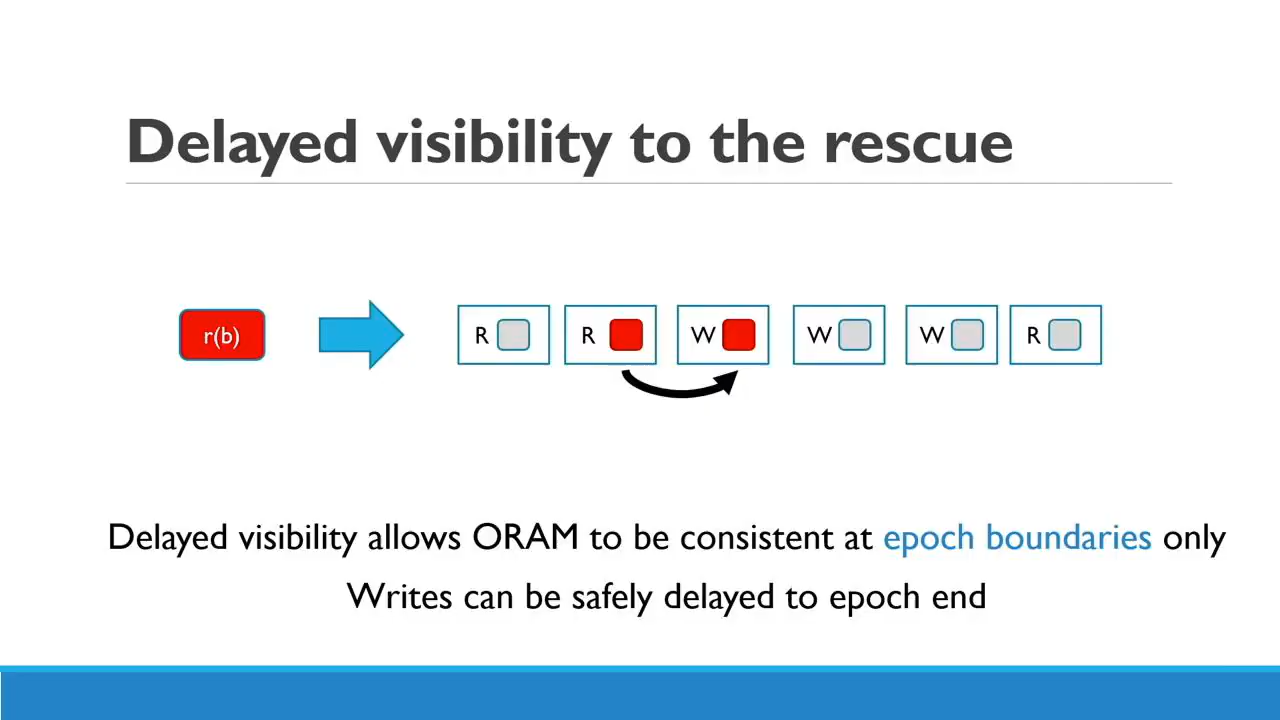 Delayed visibility to the rescue
r(b)
R R W W W R
Delayed visibility allows ORAM to be consistent at epoch boundaries only
Writes can be safely delayed to epoch end